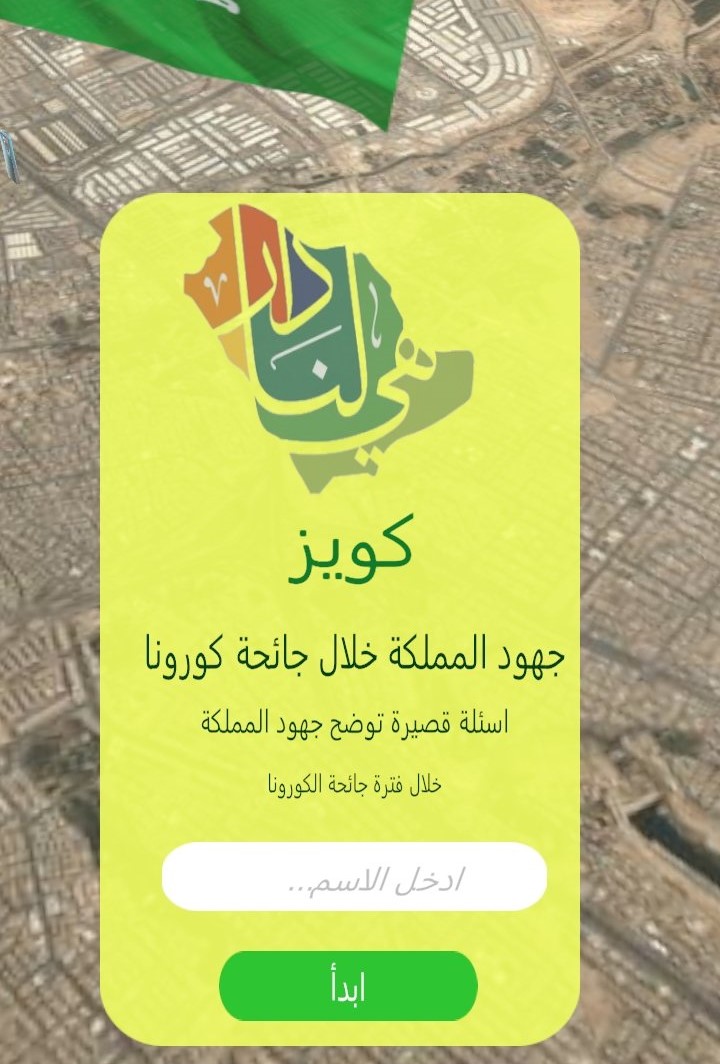 هي لنا دار
كويز
جهود المملكة خلال جائحة كورونا
اسئلة قصيرة توضح جهود المملكة
خلال فترة جائحة الكورونا
ادخل الاسم...
ابدأ